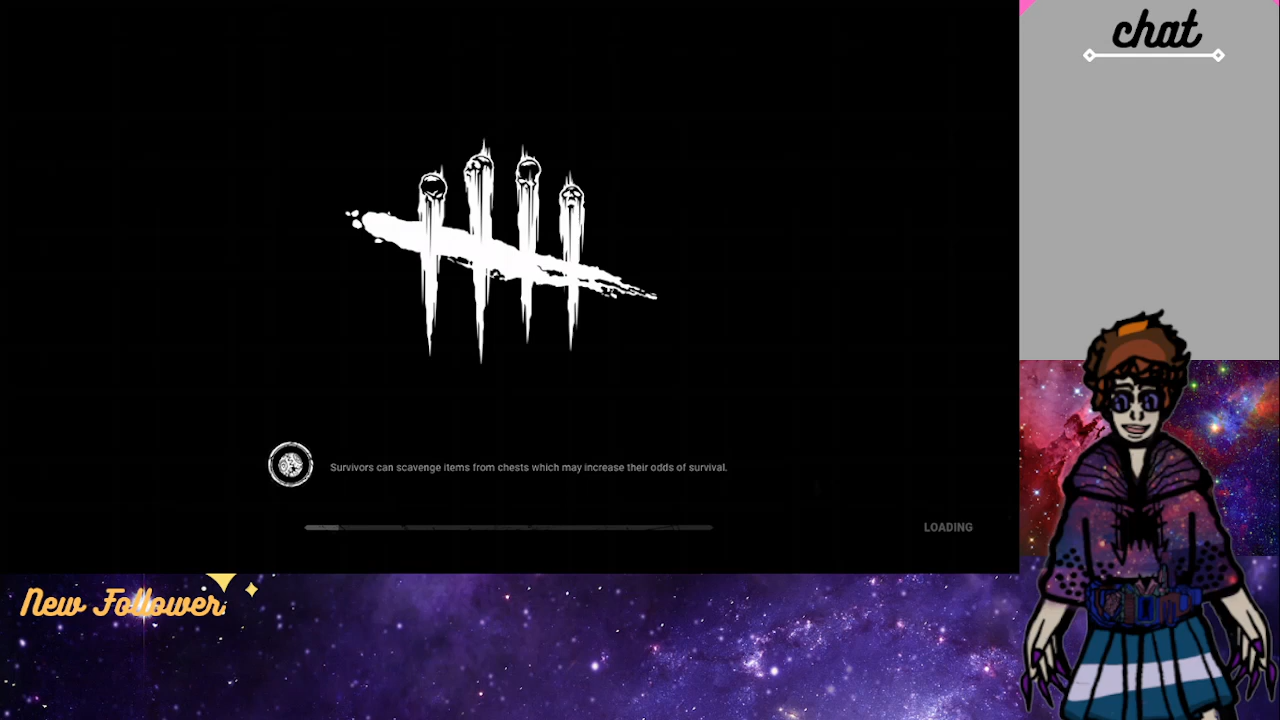 chat
Survivors can scavenge items from chests which may increase their odds of survival.
LOADING
New Follower